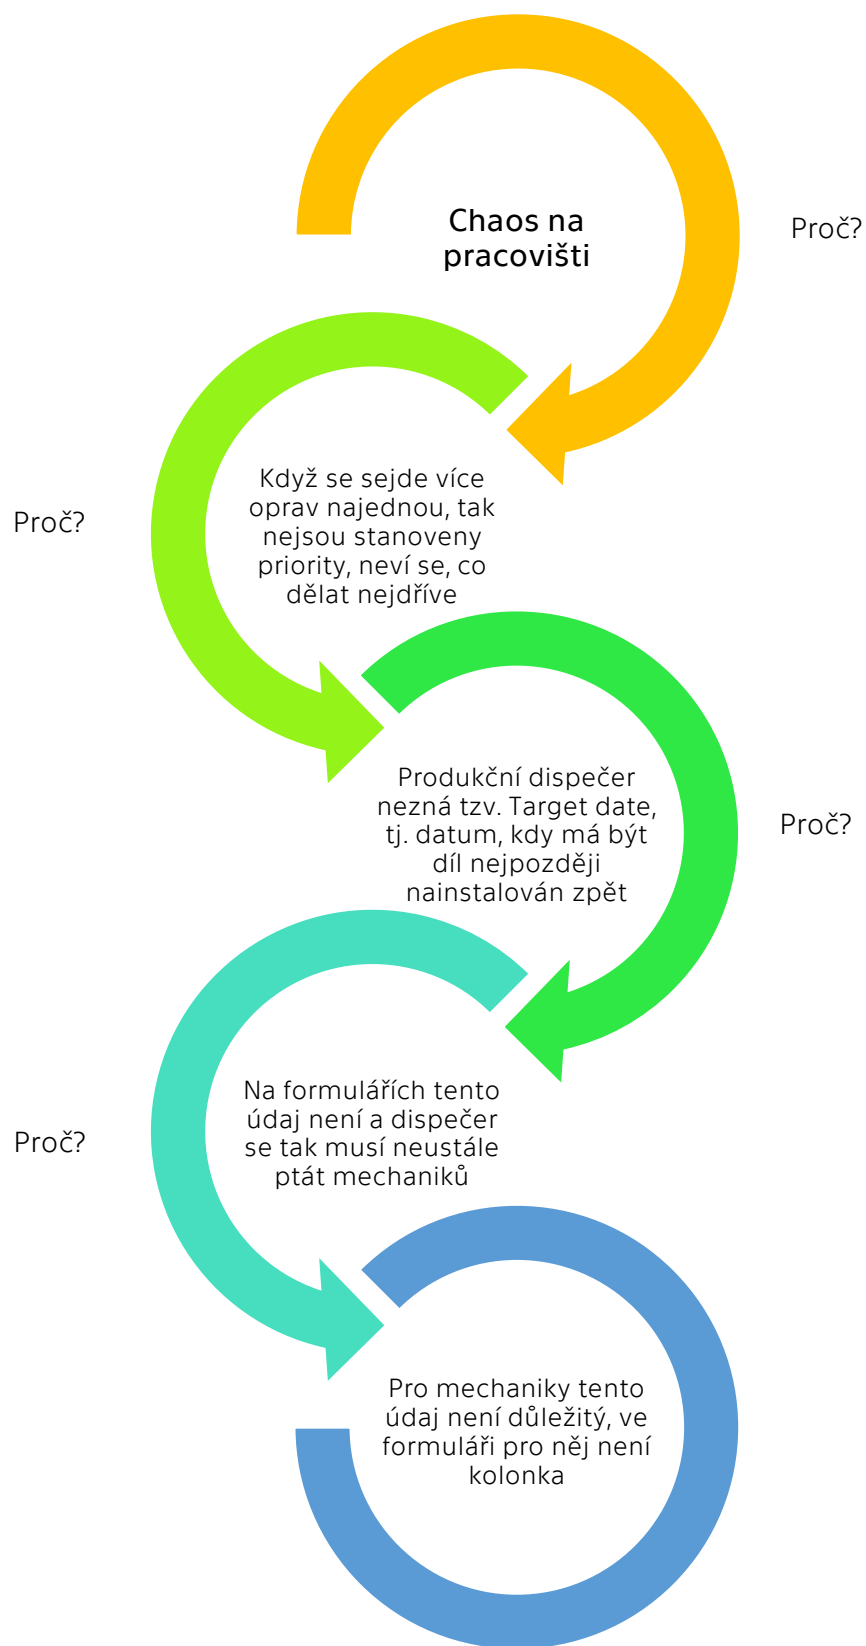 Chaos na
pracovišti
Proč?
Když se sejde více
oprav najednou, tak
nejsou stanoveny
priority, neví se, co
dělat nejdříve
Proč?
Produkční dispečer
nezná tzv. Target date,
tj. datum, kdy má být
díl nejpozději
nainstalován zpět
Proč?
Na formulářích tento
údaj není a dispečer
se tak musí neustále
ptát mechaniků
Proč?
Pro mechaniky tento
údaj není důležitý, ve
formuláři pro něj není
kolonka